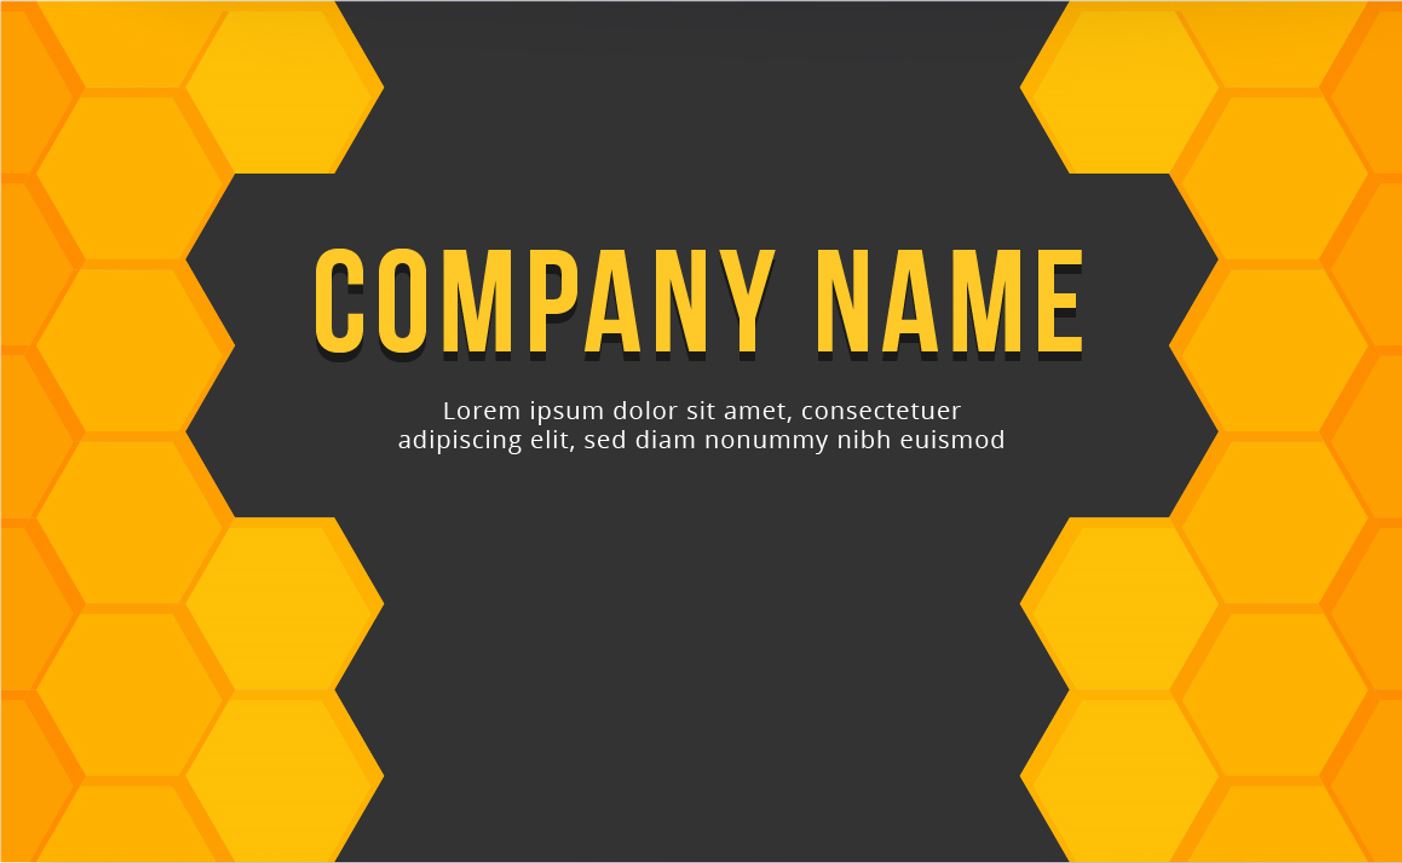 COMPANY NAME
Lorem ipsum dolor sit amet, consectetuer
adipiscing elit, sed diam nonummy nibh euismod